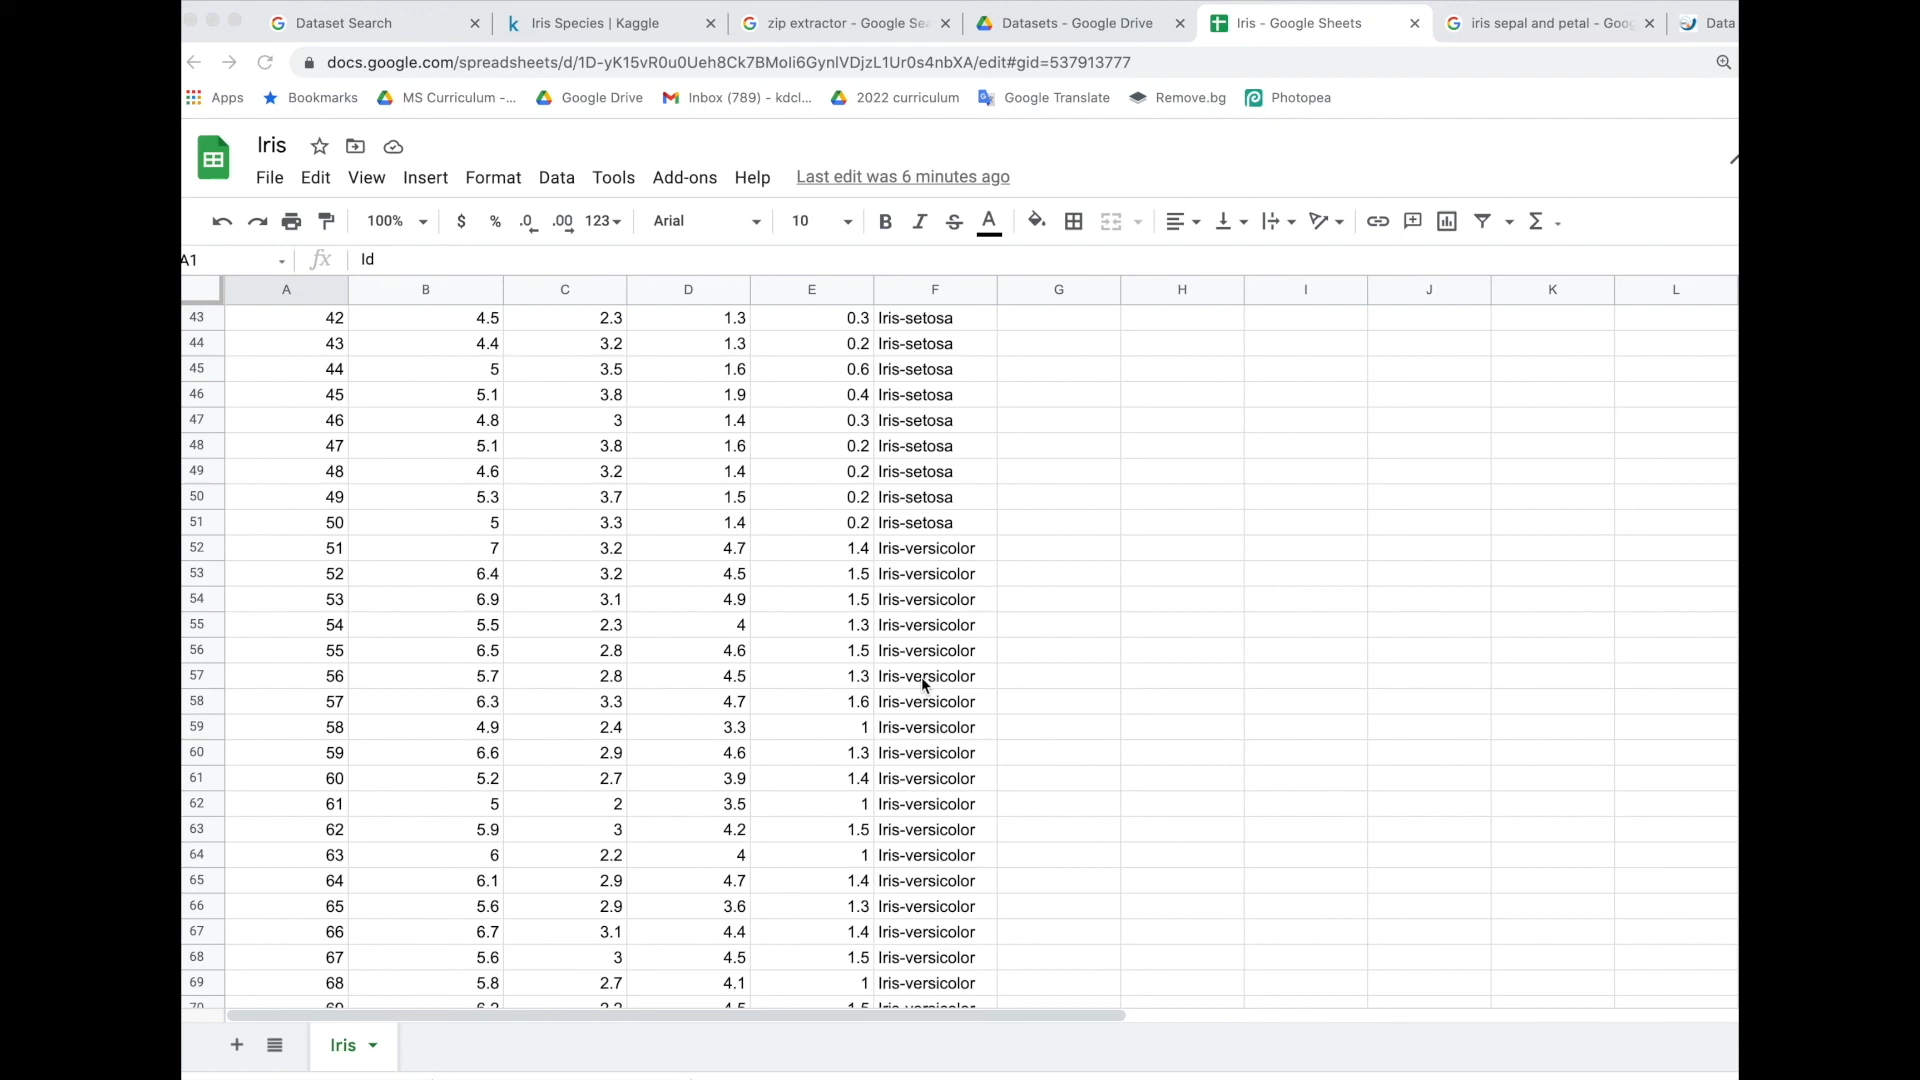 Dataset Search
Iris Species | Kaggle
zip extractor - Google Se
Datasets - Google Drive
Iris - Google Sheets
iris sepal and petal - Goo
Data
docs.google.com/spreadsheets/d/1D-yK15vR0u0Ueh8Ck7BMoli6GynlVDjzL1Ur0s4nbXA/edit#gid=537913777
Apps Bookmarks MS Curriculum -... Google Drive Inbox (789) - kdcl... 2022 curriculum Google Translate Remove.bg Photopea
Iris
File Edit View Insert Format Data Tools Add-ons Help Last edit was 6 minutes ago
100% $ % .0 .00 123 Arial 10 B I S A Σ
A1 fx Id
A B C D E F G H I J K L
43 42 4.5 2.3 1.3 0.3 Iris-setosa
44 43 4.4 3.2 1.3 0.2 Iris-setosa
45 44 5 3.5 1.6 0.6 Iris-setosa
46 45 5.1 3.8 1.9 0.4 Iris-setosa
47 46 4.8 3 1.4 0.3 Iris-setosa
48 47 5.1 3.8 1.6 0.2 Iris-setosa
49 48 4.6 3.2 1.4 0.2 Iris-setosa
50 49 5.3 3.7 1.5 0.2 Iris-setosa
51 50 5 3.3 1.4 0.2 Iris-setosa
52 51 7 3.2 4.7 1.4 Iris-versicolor
53 52 6.4 3.2 4.5 1.5 Iris-versicolor
54 53 6.9 3.1 4.9 1.5 Iris-versicolor
55 54 5.5 2.3 4 1.3 Iris-versicolor
56 55 6.5 2.8 4.6 1.5 Iris-versicolor
57 56 5.7 2.8 4.5 1.3 Iris-versicolor
58 57 6.3 3.3 4.7 1.6 Iris-versicolor
59 58 4.9 2.4 3.3 1 Iris-versicolor
60 59 6.6 2.9 4.6 1.3 Iris-versicolor
61 60 5.2 2.7 3.9 1.4 Iris-versicolor
62 61 5 2 3.5 1 Iris-versicolor
63 62 5.9 3 4.2 1.5 Iris-versicolor
64 63 6 2.2 4 1 Iris-versicolor
65 64 6.1 2.9 4.7 1.4 Iris-versicolor
66 65 5.6 2.9 3.6 1.3 Iris-versicolor
67 66 6.7 3.1 4.4 1.4 Iris-versicolor
68 67 5.6 3 4.5 1.5 Iris-versicolor
69 68 5.8 2.7 4.1 1 Iris-versicolor
Iris